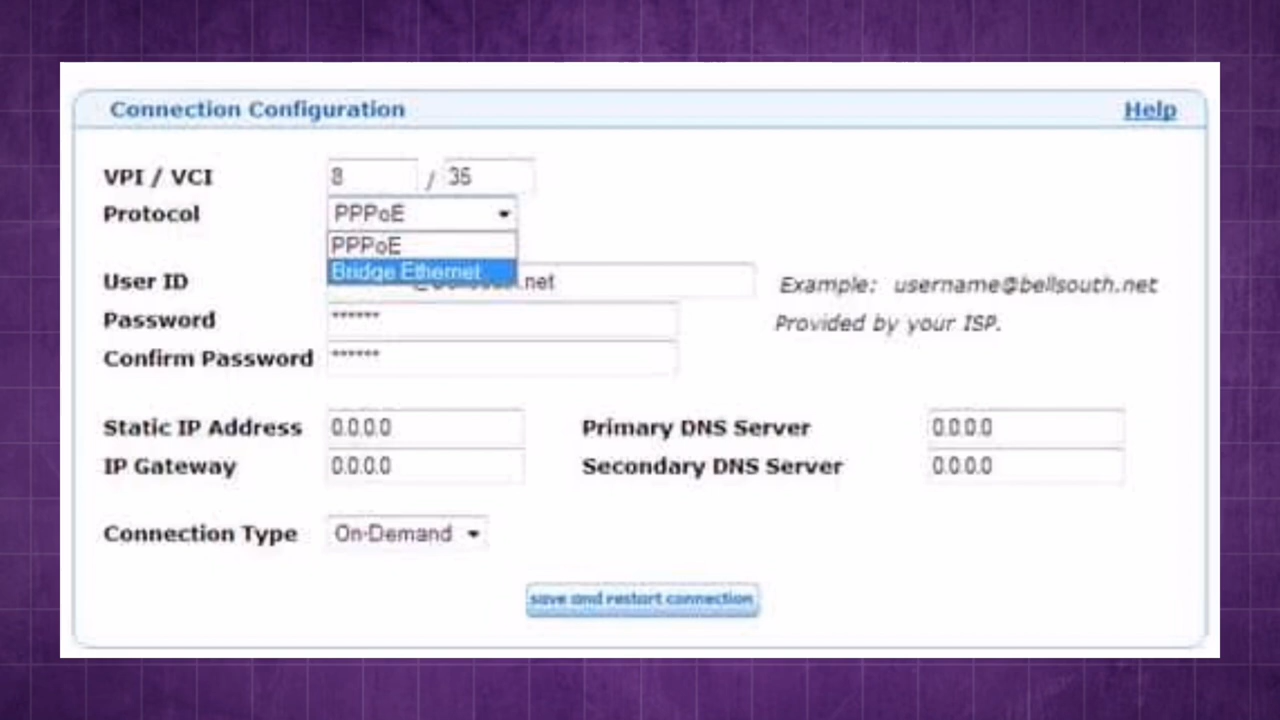 Connection Configuration Help
VPI / VCI 8 / 35
Protocol PPPoE
PPPoE
Bridge Ethernet
User ID .net Example: username@bellsouth.net
Password ****** Provided by your ISP.
Confirm Password ******
Static IP Address 0.0.0.0 Primary DNS Server 0.0.0.0
IP Gateway 0.0.0.0 Secondary DNS Server 0.0.0.0
Connection Type On-Demand
save and restart connection